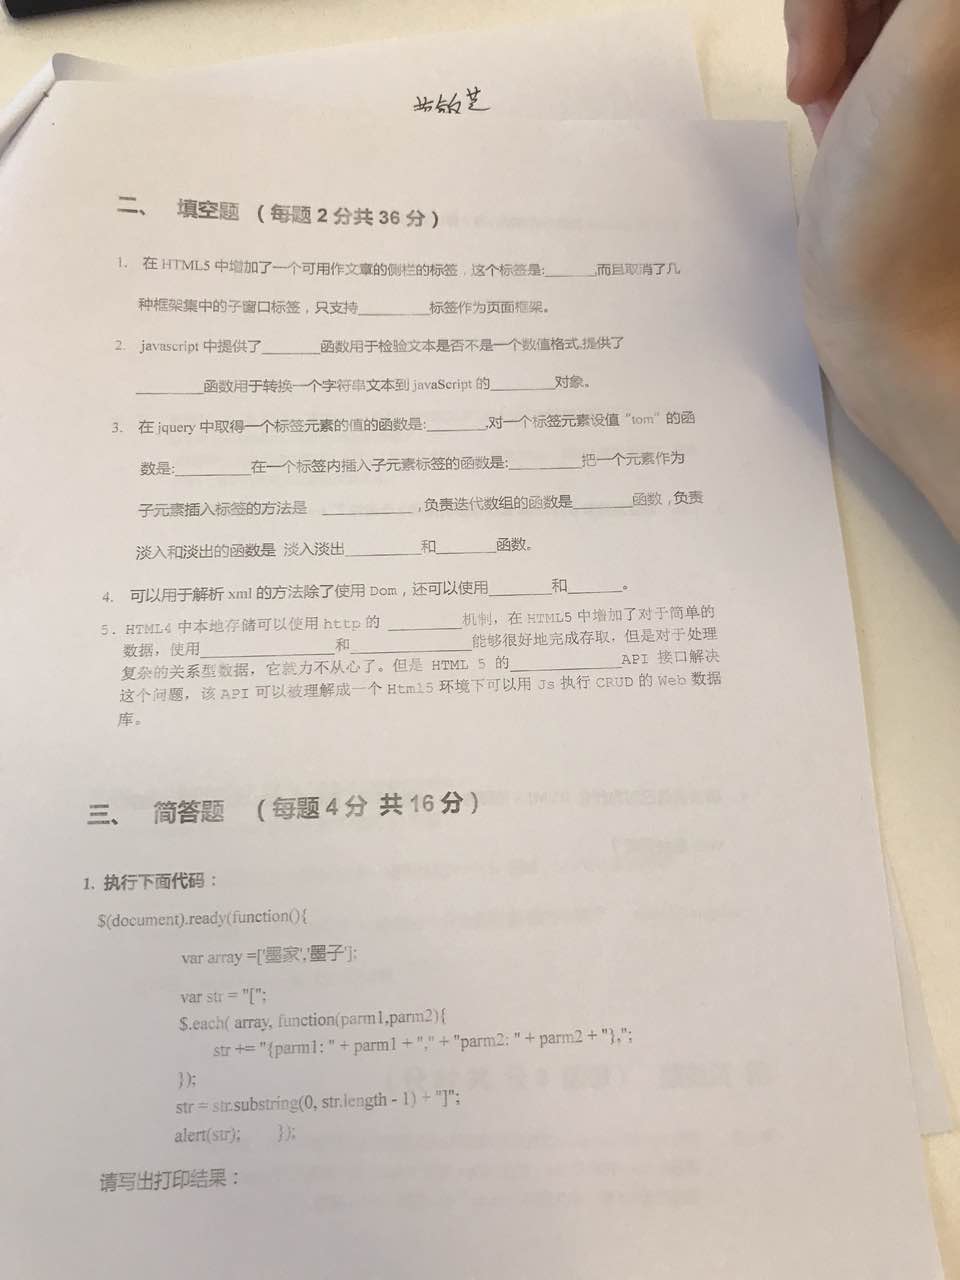 二、 填空题 （每题2分共36分）
1. 在 HTML5 中增加了一个可用作文章的侧栏的标签，这个标签是:______,而且取消了几
种框架集中的子窗口标签，只支持________标签作为页面框架。
2. javascript 中提供了_______函数用于检验文本是否不是一个数值格式.提供了
________函数用于转换一个字符串文本到 javaScript 的_______对象。
3. 在 jquery 中取得一个标签元素的值的函数是:_______,对一个标签元素设值 "tom" 的函
数是:_________在一个标签内插入子元素标签的函数是:________把一个元素作为
子元素插入标签的方法是 __________ ,负责迭代数组的函数是_______函数，负责
淡入和淡出的函数是 淡入淡出_________和_______函数。
4. 可以用于解析 xml 的方法除了使用 Dom，还可以使用_______和______。
5. HTML4 中本地存储可以使用 http 的 ________机制，在 HTML5 中增加了对于简单的
数据，使用______________和_____________能够很好地完成存取，但是对于处理
复杂的关系型数据，它就力不从心了。但是 HTML 5 的____________API 接口解决
这个问题，该 API 可以被理解成一个 Html5 环境下可以用 Js 执行 CRUD 的 Web 数据
库。
三、 简答题 （每题4分 共16分）
1. 执行下面代码：
$(document).ready(function(){
var array =['墨家','墨子'];
var str = "[";
$.each( array, function(parm1,parm2){
str += "{parm1: " + parm1 + "," + "parm2: " + parm2 + "},";
});
str = str.substring(0, str.length - 1) + "]";
alert(str); });
请写出打印结果：